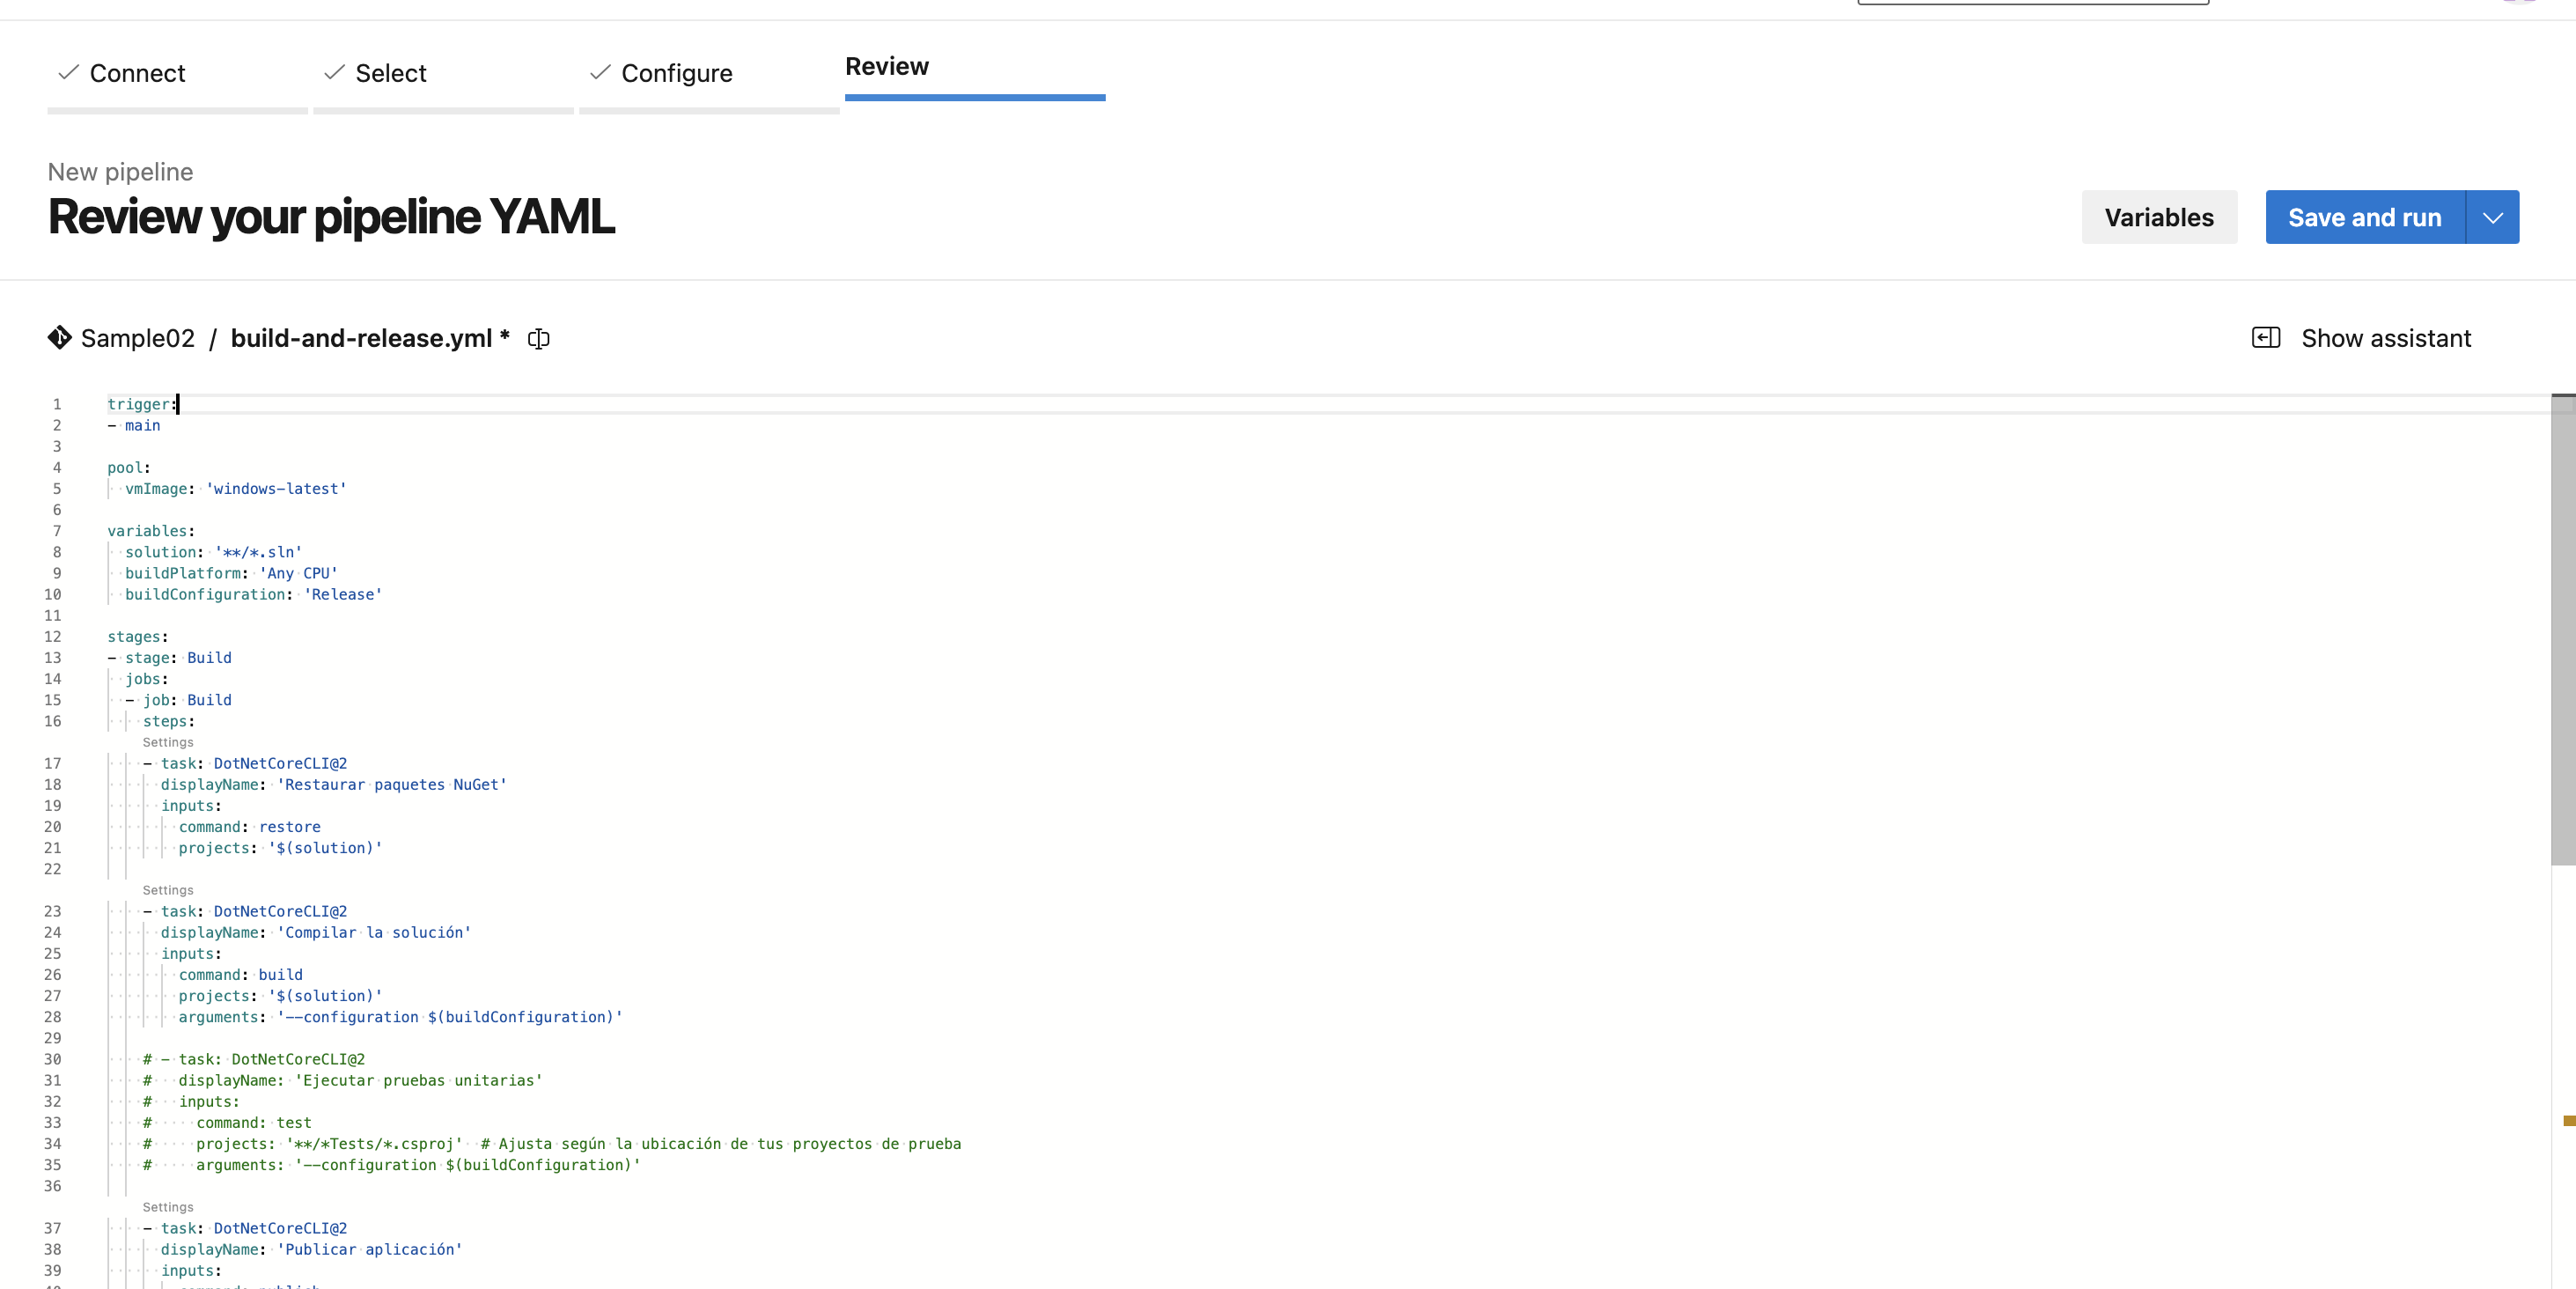 Connect Select Configure Review
New pipeline
Review your pipeline YAML
Variables Save and run
Sample02 / build-and-release.yml * Show assistant
1 trigger:
2 - main
3
4 pool:
5   vmImage: 'windows-latest'
6
7 variables:
8   solution: '**/*.sln'
9   buildPlatform: 'Any CPU'
10   buildConfiguration: 'Release'
11
12 stages:
13 - stage: Build
14   jobs:
15   - job: Build
16     steps:
Settings
17     - task: DotNetCoreCLI@2
18       displayName: 'Restaurar paquetes NuGet'
19       inputs:
20         command: restore
21         projects: '$(solution)'
22
Settings
23     - task: DotNetCoreCLI@2
24       displayName: 'Compilar la solución'
25       inputs:
26         command: build
27         projects: '$(solution)'
28         arguments: '--configuration $(buildConfiguration)'
29
30     # - task: DotNetCoreCLI@2
31     #   displayName: 'Ejecutar pruebas unitarias'
32     #   inputs:
33     #     command: test
34     #     projects: '**/*Tests/*.csproj'  # Ajusta según la ubicación de tus proyectos de prueba
35     #     arguments: '--configuration $(buildConfiguration)'
36
Settings
37     - task: DotNetCoreCLI@2
38       displayName: 'Publicar aplicación'
39       inputs: